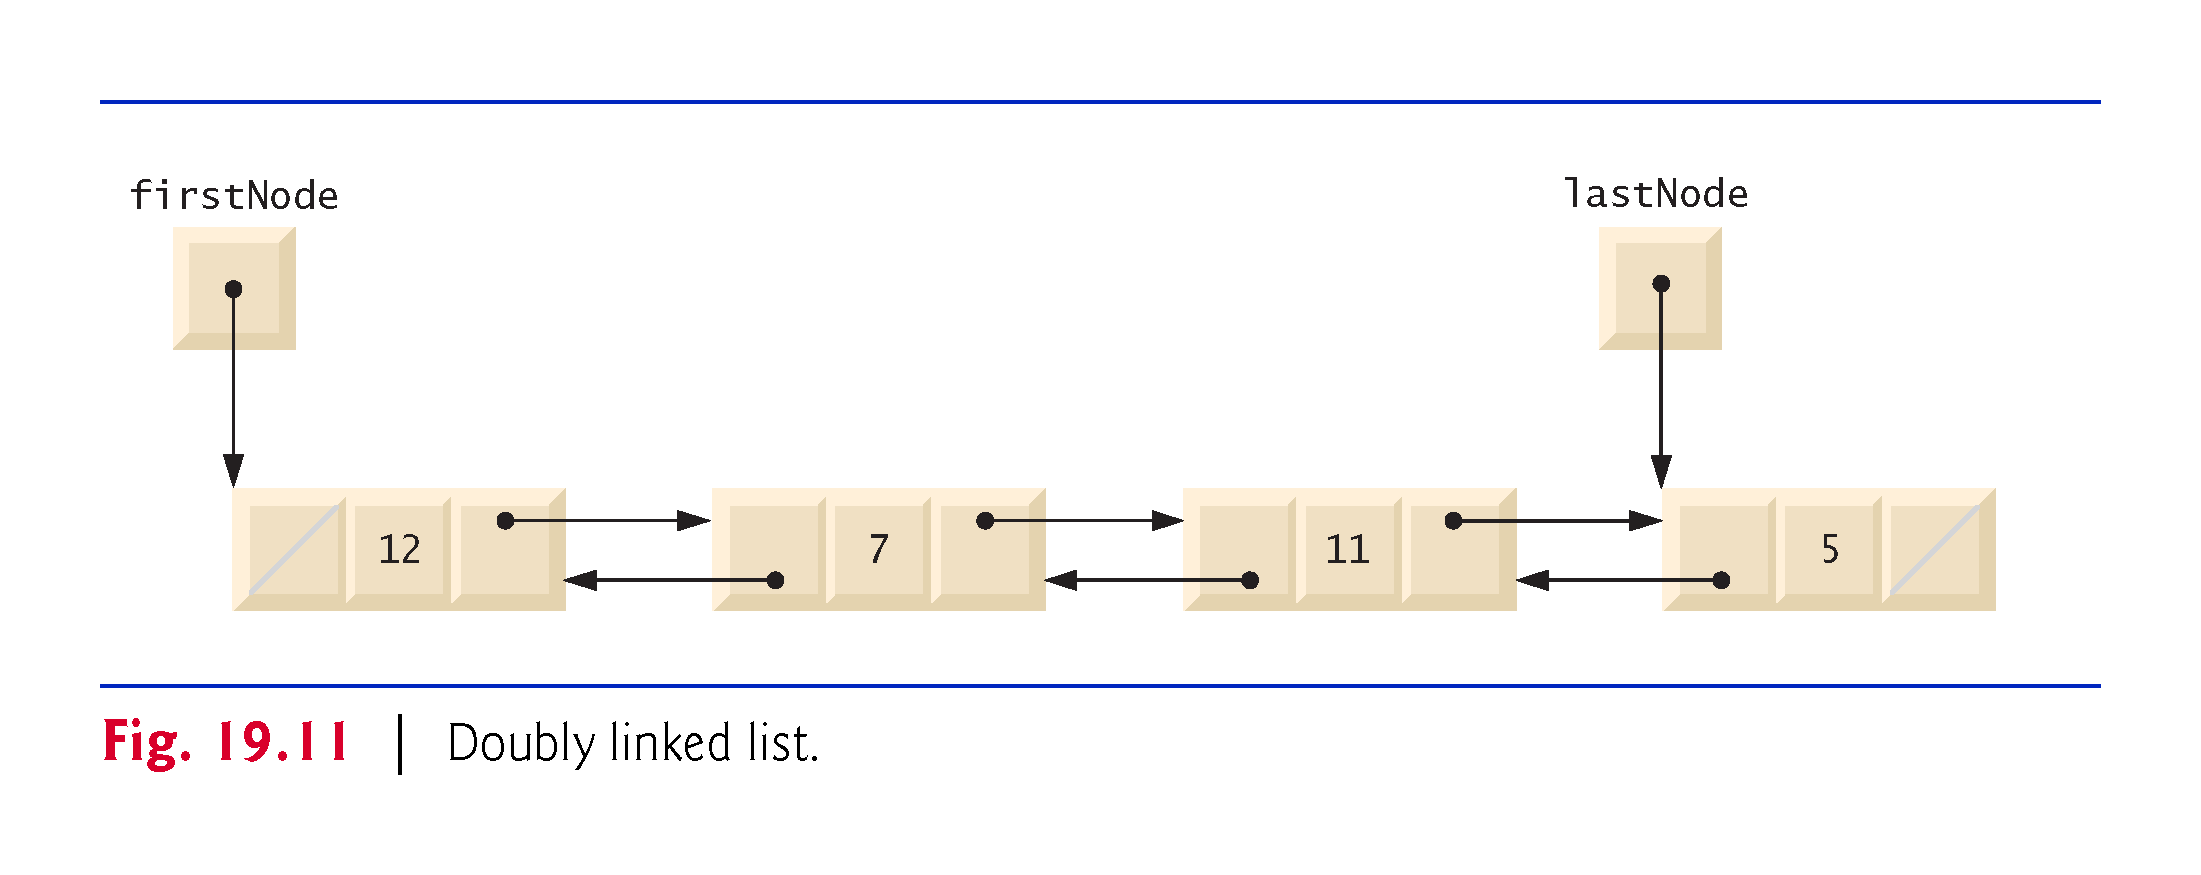 firstNode
lastNode
12
7
11
5
Fig. 19.11 | Doubly linked list.